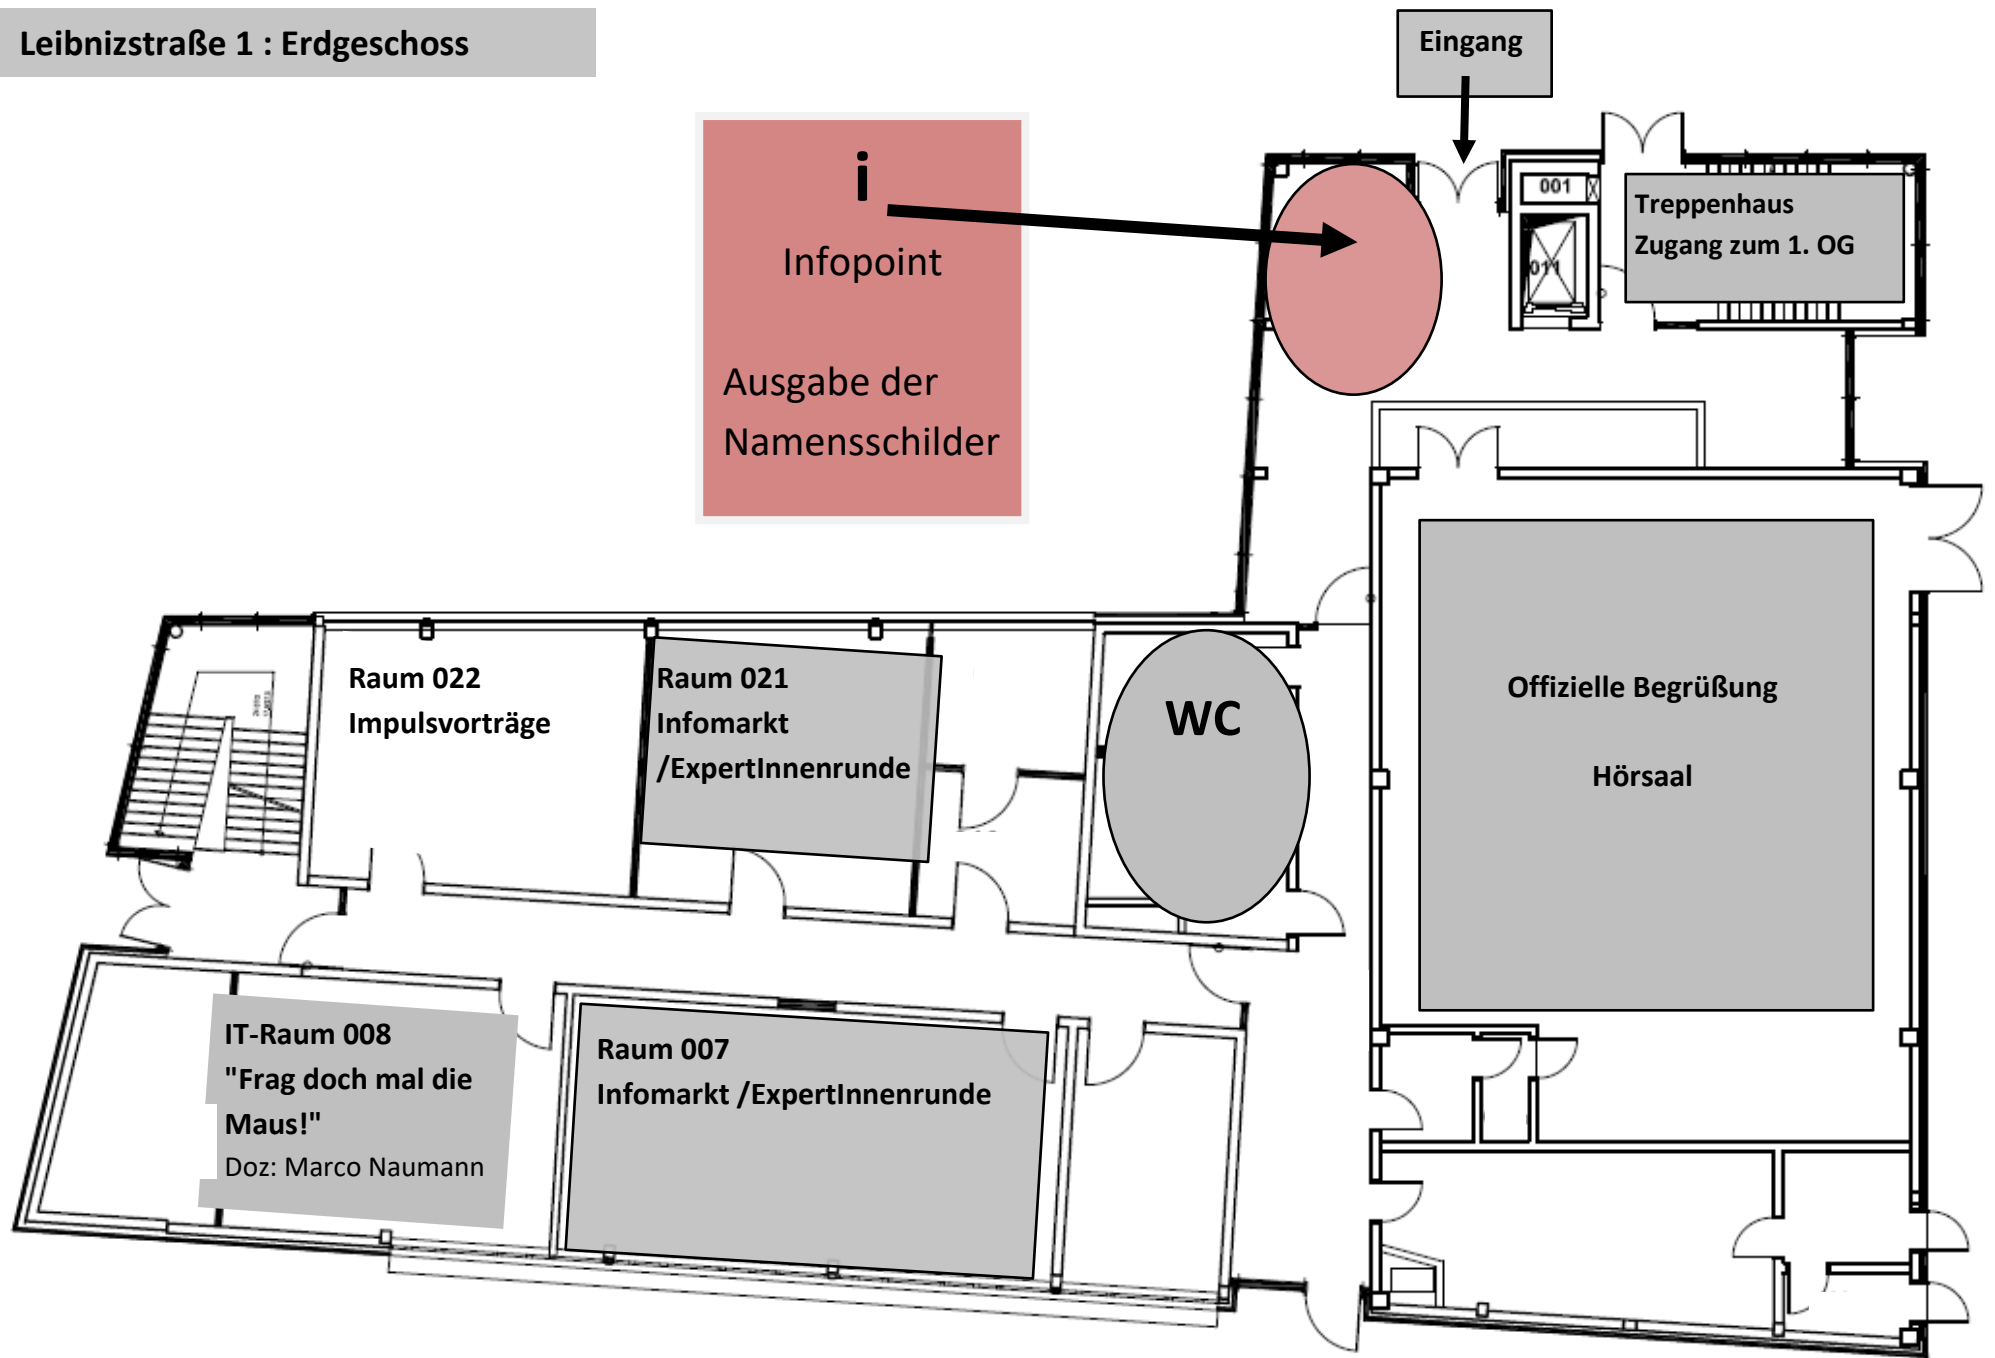 Leibnizstraße 1 : Erdgeschoss
Eingang
i
Infopoint
Ausgabe der
Namensschilder
001
011
Treppenhaus
Zugang zum 1. OG
Raum 022
Impulsvorträge
Raum 021
Infomarkt
/ExpertInnenrunde
WC
Offizielle Begrüßung
Hörsaal
IT-Raum 008
"Frag doch mal die
Maus!"
Doz: Marco Naumann
Raum 007
Infomarkt /ExpertInnenrunde